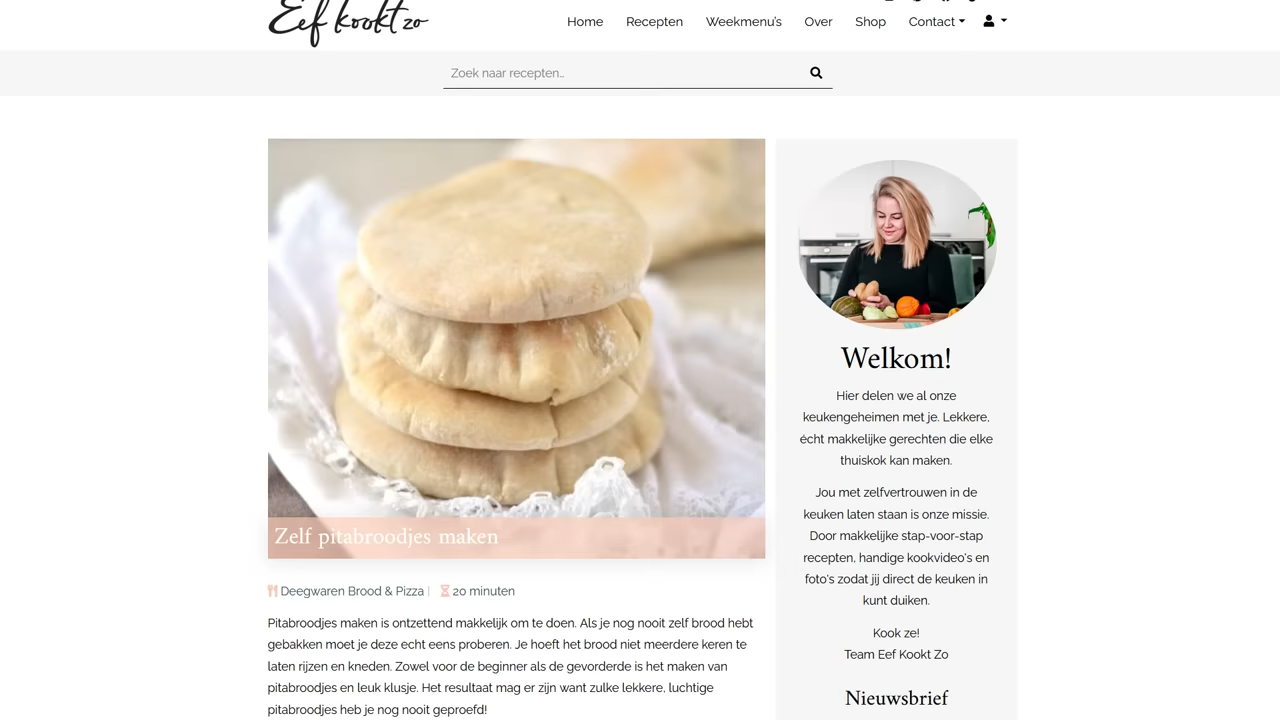 Eef kookt zo
Home Recepten Weekmenu's Over Shop Contact
Zoek naar recepten...
Zelf pitabroodjes maken
Deegwaren Brood & Pizza | 20 minuten
Pitabroodjes maken is ontzettend makkelijk om te doen. Als je nog nooit zelf brood hebt
gebakken moet je deze echt eens proberen. Je hoeft het brood niet meerdere keren te
laten rijzen en kneden. Zowel voor de beginner als de gevorderde is het maken van
pitabroodjes en leuk klusje. Het resultaat mag er zijn want zulke lekkere, luchtige
pitabroodjes heb je nog nooit geproefd!
Welkom!
Hier delen we al onze
keukengeheimen met je. Lekkere,
écht makkelijke gerechten die elke
thuiskok kan maken.
Jou met zelfvertrouwen in de
keuken laten staan is onze missie.
Door makkelijke stap-voor-stap
recepten, handige kookvideo's en
foto's zodat jij direct de keuken in
kunt duiken.
Kook ze!
Team Eef Kookt Zo
Nieuwsbrief